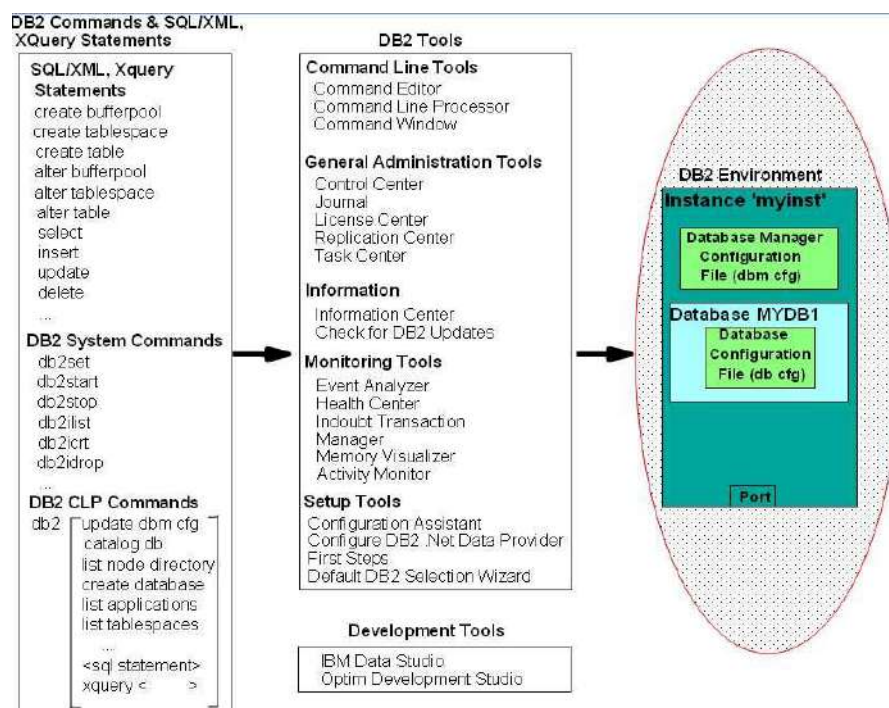 DB2 Commands & SQL/XML,
XQuery Statements
SQL/XML, Xquery
Statements
create bufferpool
create tablespace
create table
alter bufferpool
alter tablespace
alter table
select
insert
update
delete
...
DB2 System Commands
db2set
db2start
db2stop
db2ilist
db2icrt
db2idrop
...
DB2 CLP Commands
db2
update dbm cfg
catalog db
list node directory
create database
list applications
list tablespaces
...
<sql statement>
xquery < >
DB2 Tools
Command Line Tools
Command Editor
Command Line Processor
Command Window
General Administration Tools
Control Center
Journal
License Center
Replication Center
Task Center
Information
Information Center
Check for DB2 Updates
Monitoring Tools
Event Analyzer
Health Center
Indoubt Transaction
Manager
Memory Visualizer
Activity Monitor
Setup Tools
Configuration Assistant
Configure DB2 .Net Data Provider
First Steps
Default DB2 Selection Wizard
Development Tools
IBM Data Studio
Optim Development Studio
DB2 Environment
Instance 'myinst'
Database Manager
Configuration
File (dbm cfg)
Database MYDB1
Database
Configuration
File (db cfg)
Port